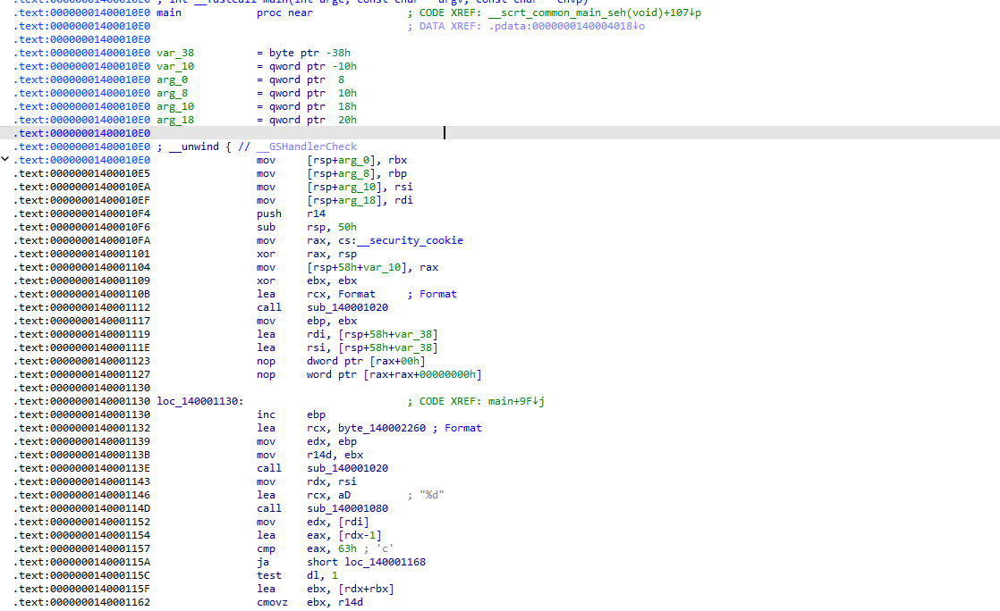 .text:00000001400010E0 ; int __fastcall main(int argc, const char **argv, const char **envp)
.text:00000001400010E0 main proc near ; CODE XREF: __scrt_common_main_seh(void)+107↓p
.text:00000001400010E0 ; DATA XREF: .pdata:0000000140004018↓o
.text:00000001400010E0
.text:00000001400010E0 var_38 = byte ptr -38h
.text:00000001400010E0 var_10 = qword ptr -10h
.text:00000001400010E0 arg_0 = qword ptr 8
.text:00000001400010E0 arg_8 = qword ptr 10h
.text:00000001400010E0 arg_10 = qword ptr 18h
.text:00000001400010E0 arg_18 = qword ptr 20h
.text:00000001400010E0
.text:00000001400010E0 ; __unwind { // __GSHandlerCheck
.text:00000001400010E0 mov [rsp+arg_0], rbx
.text:00000001400010E5 mov [rsp+arg_8], rbp
.text:00000001400010EA mov [rsp+arg_10], rsi
.text:00000001400010EF mov [rsp+arg_18], rdi
.text:00000001400010F4 push r14
.text:00000001400010F6 sub rsp, 50h
.text:00000001400010FA mov rax, cs:__security_cookie
.text:0000000140001101 xor rax, rsp
.text:0000000140001104 mov [rsp+58h+var_10], rax
.text:0000000140001109 xor ebx, ebx
.text:000000014000110B lea rcx, Format ; Format
.text:0000000140001112 call sub_140001020
.text:0000000140001117 mov ebp, ebx
.text:0000000140001119 lea rdi, [rsp+58h+var_38]
.text:000000014000111E lea rsi, [rsp+58h+var_38]
.text:0000000140001123 nop dword ptr [rax+00h]
.text:0000000140001127 nop word ptr [rax+rax+00000000h]
.text:0000000140001130
.text:0000000140001130 loc_140001130: ; CODE XREF: main+9F↓j
.text:0000000140001130 inc ebp
.text:0000000140001132 lea rcx, byte_140002260 ; Format
.text:0000000140001139 mov edx, ebp
.text:000000014000113B mov r14d, ebx
.text:000000014000113E call sub_140001020
.text:0000000140001143 mov rdx, rsi
.text:0000000140001146 lea rcx, aD ; "%d"
.text:000000014000114D call sub_140001080
.text:0000000140001152 mov edx, [rdi]
.text:0000000140001154 lea eax, [rdx-1]
.text:0000000140001157 cmp eax, 63h ; 'c'
.text:000000014000115A ja short loc_140001168
.text:000000014000115C test dl, 1
.text:000000014000115F lea ebx, [rdx+rbx]
.text:0000000140001162 cmovz ebx, r14d